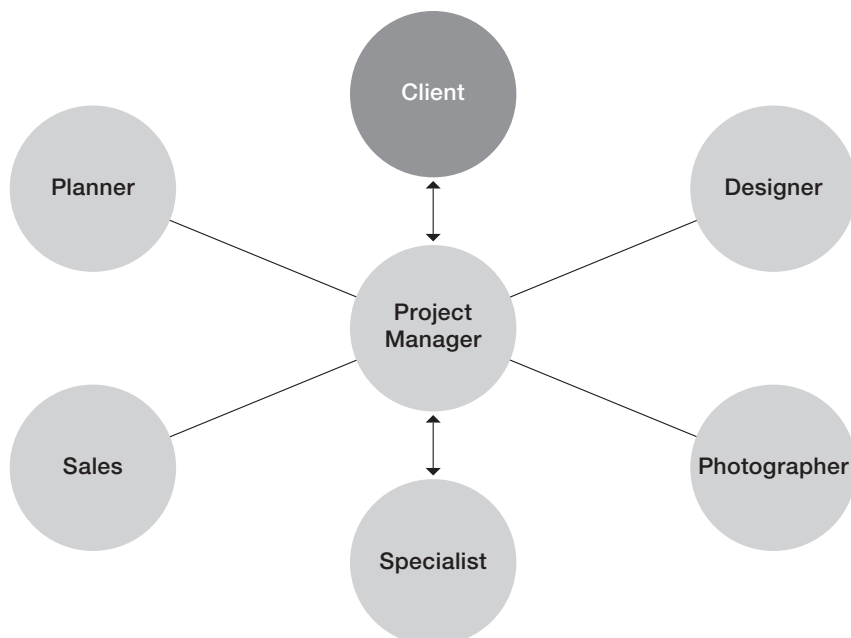 Client
Planner
Designer
Project
Manager
Sales
Photographer
Specialist